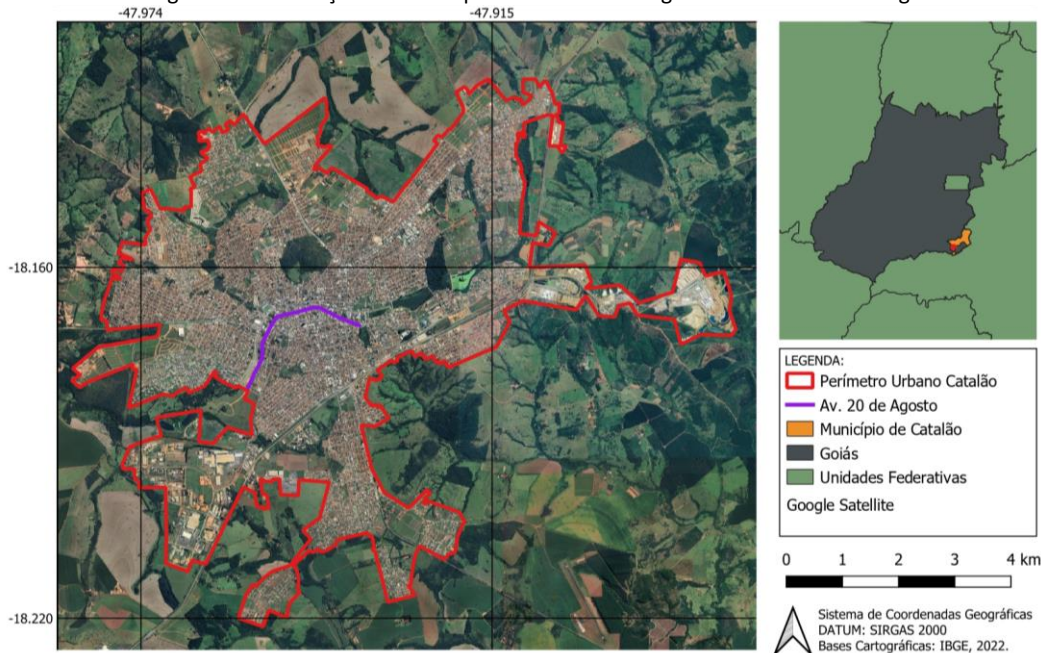 -47.974
-47.915
-18.160
-18.220
LEGENDA:
Perímetro Urbano Catalão
Av. 20 de Agosto
Município de Catalão
Goiás
Unidades Federativas
Google Satellite
0 1 2 3 4 km
Sistema de Coordenadas Geográficas
DATUM: SIRGAS 2000
Bases Cartográficas: IBGE, 2022.